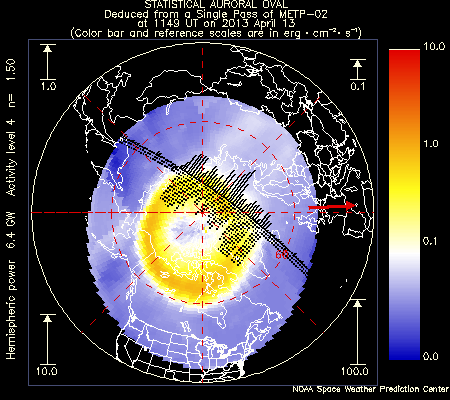 STATISTICAL AURORAL OVAL
Deduced from a Single Pass of METP-02
at 1149 UT on 2013 April 13
(Color bar and reference scales are in erg · cm⁻² · s⁻¹)
Hemispheric power 6.4 GW Activity level 4 n= 1.50
1.0
0.1
10.0
100.0
60
10.0
1.0
0.1
0.0
NOAA Space Weather Prediction Center